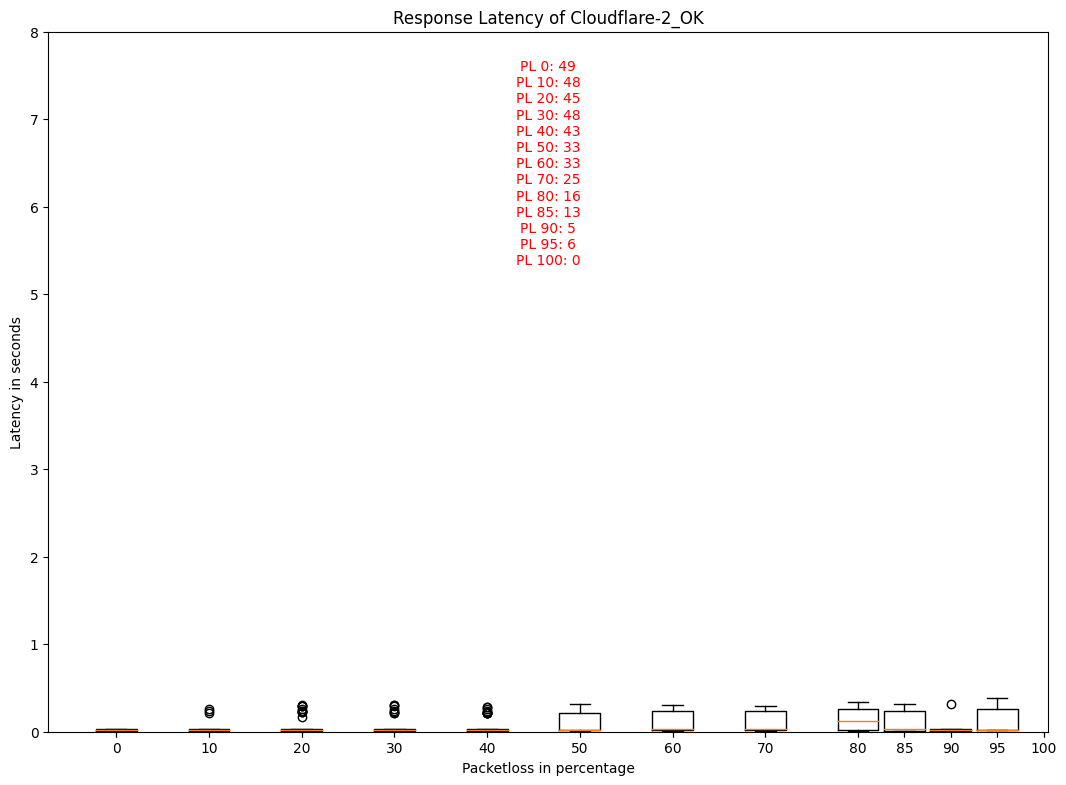 Response Latency of Cloudflare-2_OK
8
7
6
5
4
3
2
1
0
Latency in seconds
PL 0: 49
PL 10: 48
PL 20: 45
PL 30: 48
PL 40: 43
PL 50: 33
PL 60: 33
PL 70: 25
PL 80: 16
PL 85: 13
PL 90: 5
PL 95: 6
PL 100: 0
0 10 20 30 40 50 60 70 80 85 90 95 100
Packetloss in percentage